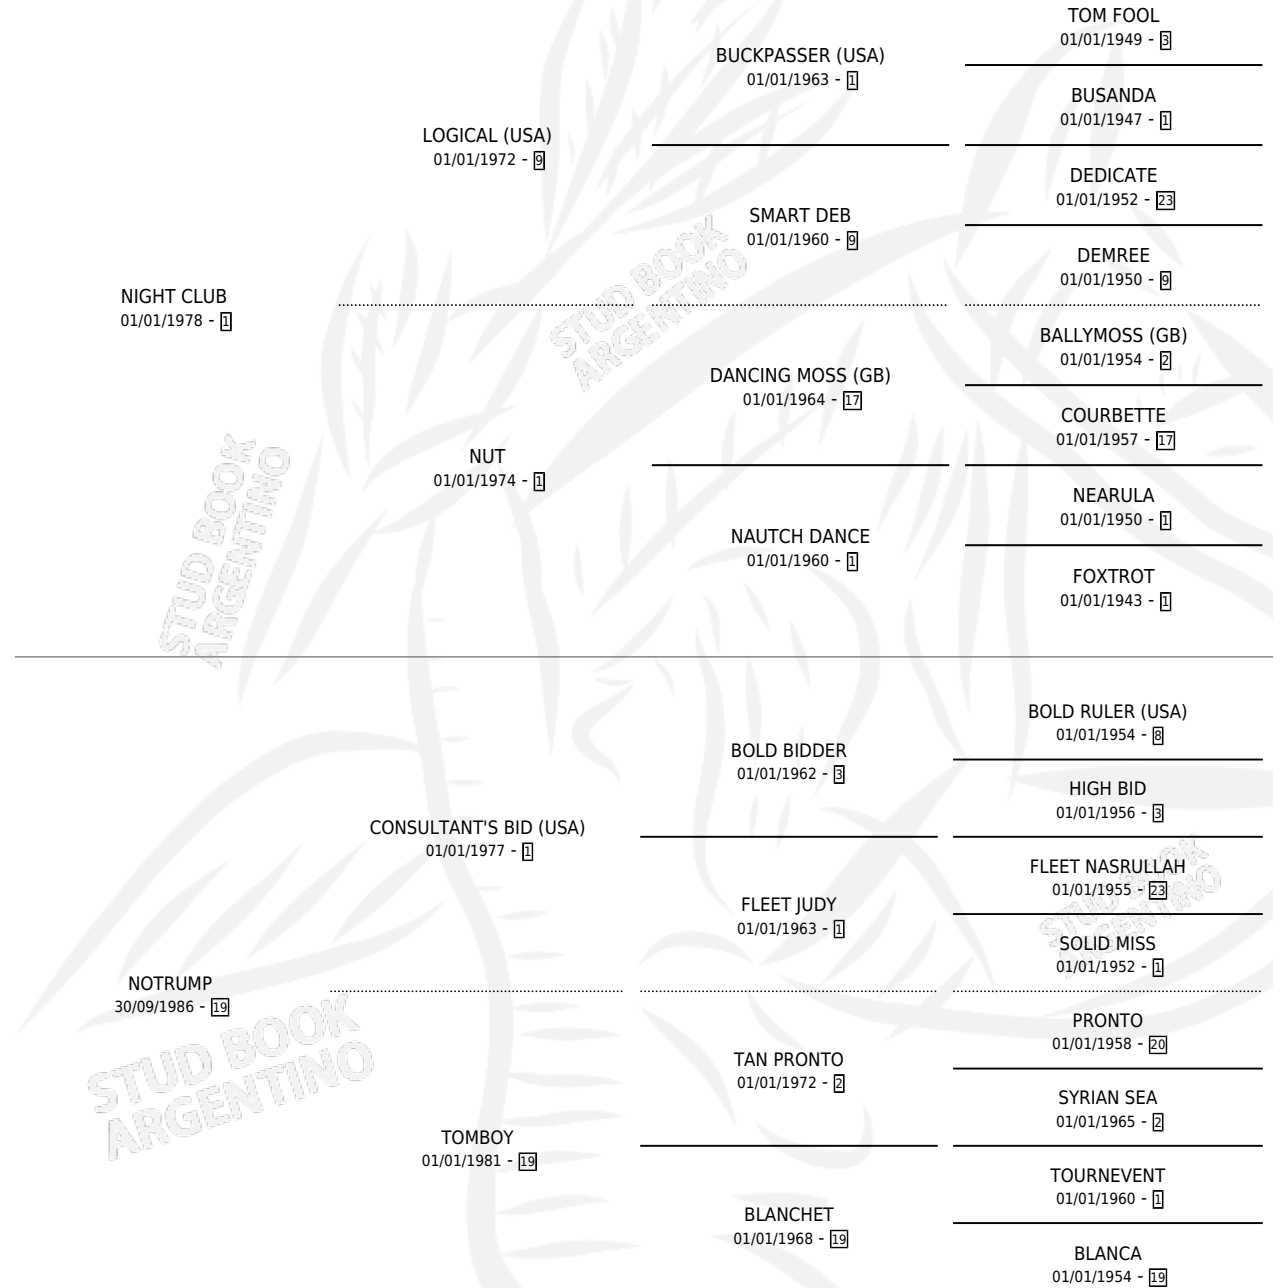 TOM FOOL
01/01/1949 - 3
BUCKPASSER (USA)
01/01/1963 - 1
BUSANDA
01/01/1947 - 1
LOGICAL (USA)
01/01/1972 - 9
DEDICATE
01/01/1952 - 23
SMART DEB
01/01/1960 - 9
DEMREE
01/01/1950 - 9
NIGHT CLUB
01/01/1978 - 1
BALLYMOSS (GB)
01/01/1954 - 2
DANCING MOSS (GB)
01/01/1964 - 17
COURBETTE
01/01/1957 - 17
NUT
01/01/1974 - 1
NEARULA
01/01/1950 - 1
NAUTCH DANCE
01/01/1960 - 1
FOXTROT
01/01/1943 - 1
BOLD RULER (USA)
01/01/1954 - 8
BOLD BIDDER
01/01/1962 - 3
HIGH BID
01/01/1956 - 3
CONSULTANT'S BID (USA)
01/01/1977 - 1
FLEET NASRULLAH
01/01/1955 - 23
FLEET JUDY
01/01/1963 - 1
SOLID MISS
01/01/1952 - 1
NOTRUMP
30/09/1986 - 19
PRONTO
01/01/1958 - 20
TAN PRONTO
01/01/1972 - 2
SYRIAN SEA
01/01/1965 - 2
TOMBOY
01/01/1981 - 19
TOURNEVENT
01/01/1960 - 1
BLANCHET
01/01/1968 - 19
BLANCA
01/01/1954 - 19
STUD BOOK
ARGENTINO
STUD BOOK
ARGENTINO
STUD BOOK
ARGENTINO
STUD BOOK
ARGENTINO